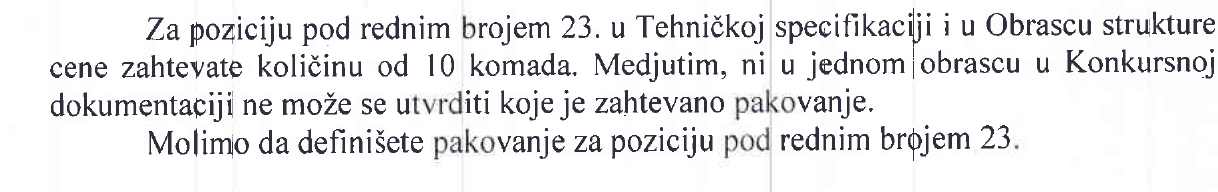 Za poziciju pod rednim brojem 23. u Tehničkoj specifikaciji i u Obrascu strukture
cene zahtevate količinu od 10 komada. Medjutim, ni u jednom obrascu u Konkursnoj
dokumentaciji ne može se utvrditi koje je zahtevano pakovanje.
Molimo da definišete pakovanje za poziciju pod rednim brojem 23.